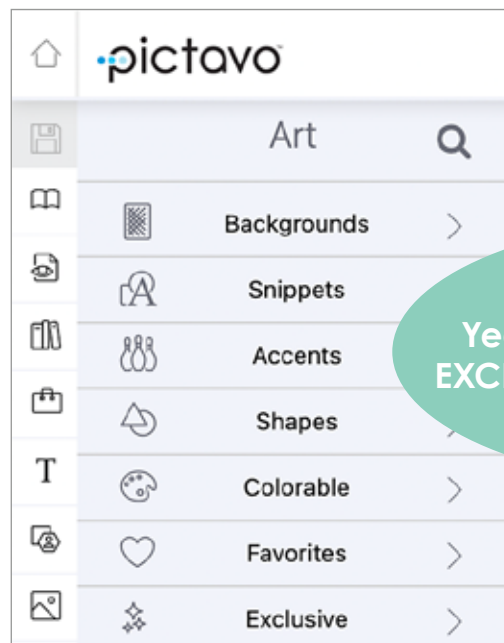 pictavo
Art
Backgrounds
Snippets
Accents
Shapes
Colorable
Favorites
Exclusive